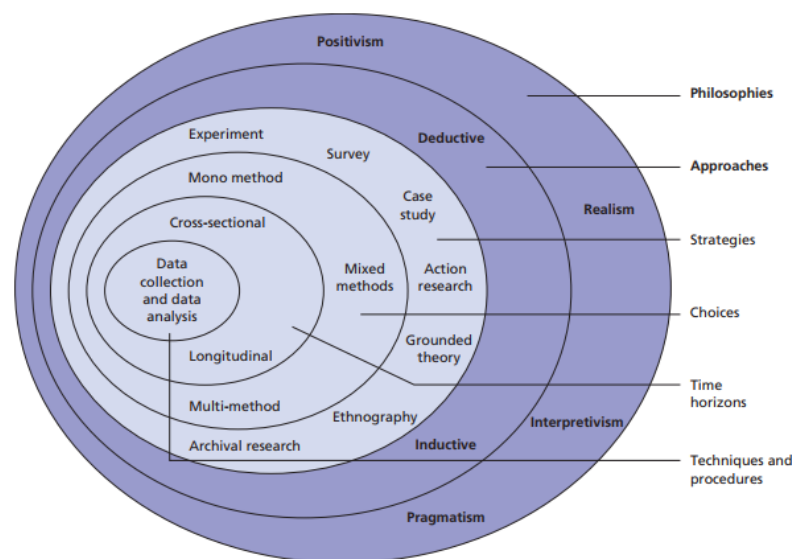 Positivism
Philosophies
Experiment
Deductive
Survey
Approaches
Mono method
Case
study
Realism
Cross-sectional
Strategies
Data
collection
and data
analysis
Mixed
methods
Action
research
Choices
Grounded
theory
Longitudinal
Time
horizons
Multi-method
Ethnography
Interpretivism
Archival research
Inductive
Techniques and
procedures
Pragmatism